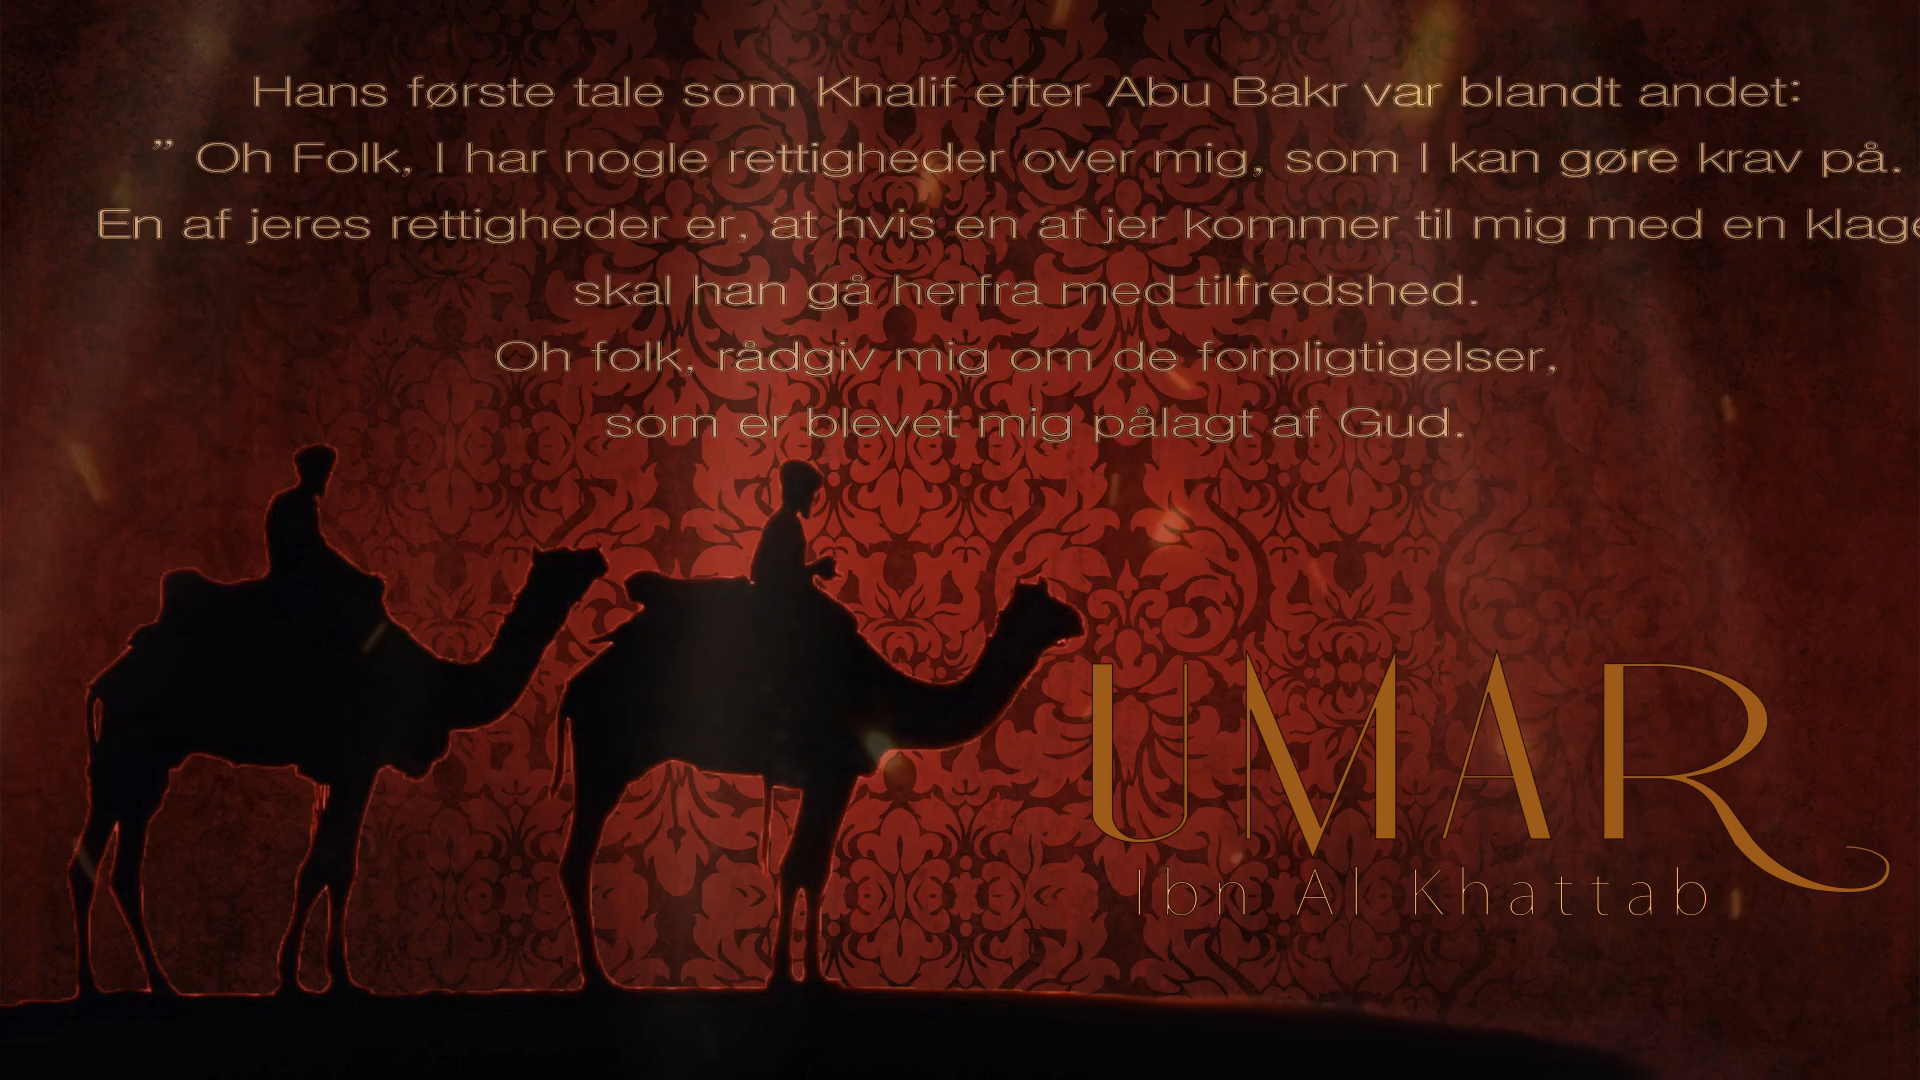 Hans første tale som Khalif efter Abu Bakr var blandt andet:
” Oh Folk, I har nogle rettigheder over mig, som I kan gøre krav på.
En af jeres rettigheder er, at hvis en af jer kommer til mig med en klage
skal han gå herfra med tilfredshed.
Oh folk, rådgiv mig om de forpligtigelser,
som er blevet mig pålagt af Gud.
UMAR
Ibn Al Khattab